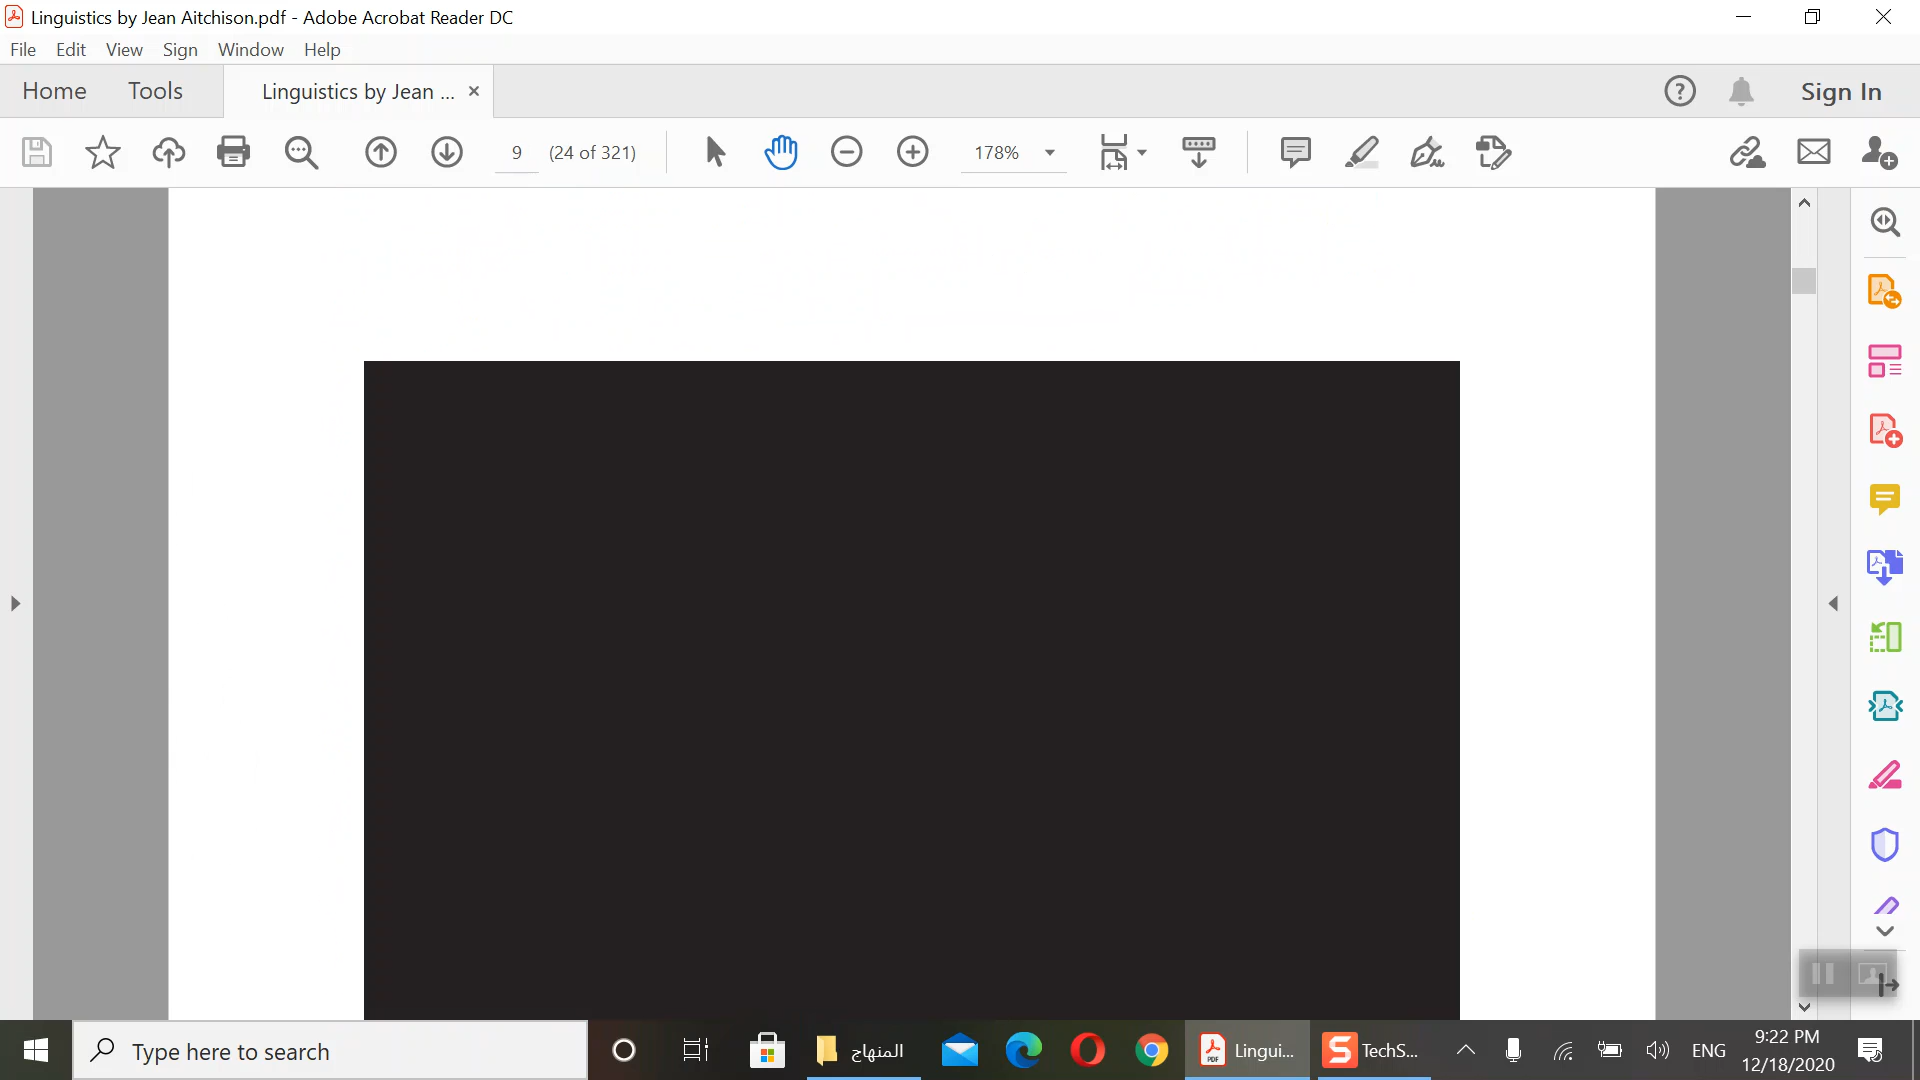 Linguistics by Jean Aitchison.pdf - Adobe Acrobat Reader DC
File Edit View Sign Window Help
Home Tools Linguistics by Jean ... × Sign In
9 (24 of 321) 178%
Type here to search المنهاج Lingui... TechS... ENG 9:22 PM
12/18/2020